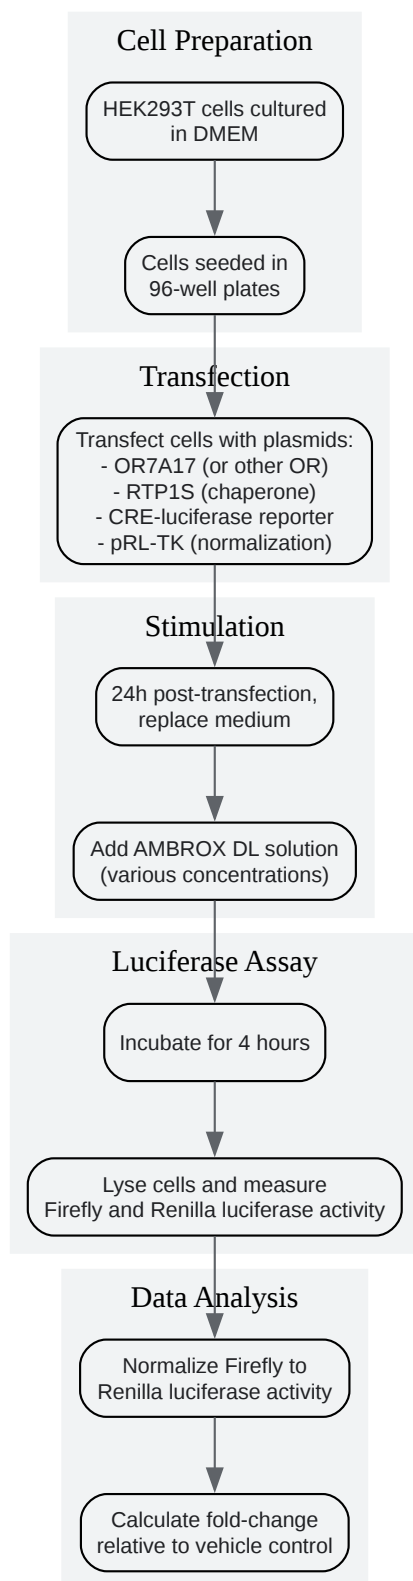 Cell Preparation
HEK293T cells cultured
in DMEM
Cells seeded in
96-well plates
Transfection
Transfect cells with plasmids:
- OR7A17 (or other OR)
- RTP1S (chaperone)
- CRE-luciferase reporter
- pRL-TK (normalization)
Stimulation
24h post-transfection,
replace medium
Add AMBROX DL solution
(various concentrations)
Luciferase Assay
Incubate for 4 hours
Lyse cells and measure
Firefly and Renilla luciferase activity
Data Analysis
Normalize Firefly to
Renilla luciferase activity
Calculate fold-change
relative to vehicle control